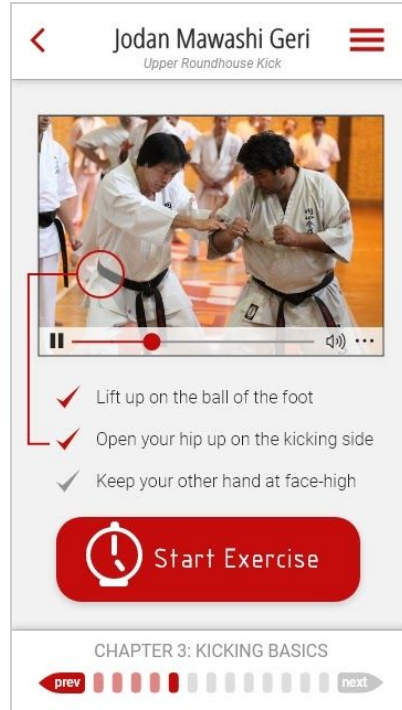 Jodan Mawashi Geri
Upper Roundhouse Kick
Lift up on the ball of the foot
Open your hip up on the kicking side
Keep your other hand at face-high
Start Exercise
CHAPTER 3: KICKING BASICS
prev
next